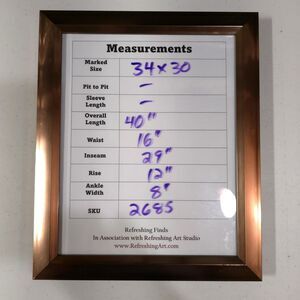 Measurements
Marked Size 34x30
Pit to Pit –
Sleeve Length –
Overall Length 40"
Waist 16"
Inseam 29"
Rise 12"
Ankle Width 8"
SKU 2685
Refreshing Finds
In Association with Refreshing Art Studio
www.RefreshingArt.com